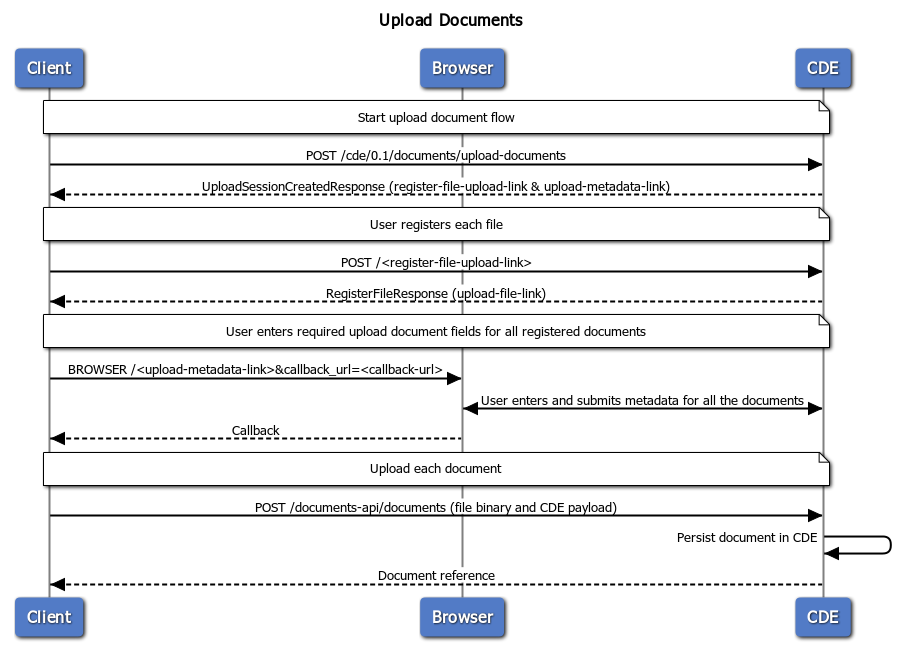 Upload Documents
Client Browser CDE
Start upload document flow
POST /cde/0.1/documents/upload-documents
UploadSessionCreatedResponse (register-file-upload-link & upload-metadata-link)
User registers each file
POST /<register-file-upload-link>
RegisterFileResponse (upload-file-link)
User enters required upload document fields for all registered documents
BROWSER /<upload-metadata-link>&callback_url=<callback-url>
User enters and submits metadata for all the documents
Callback
Upload each document
POST /documents-api/documents (file binary and CDE payload)
Persist document in CDE
Document reference
Client Browser CDE